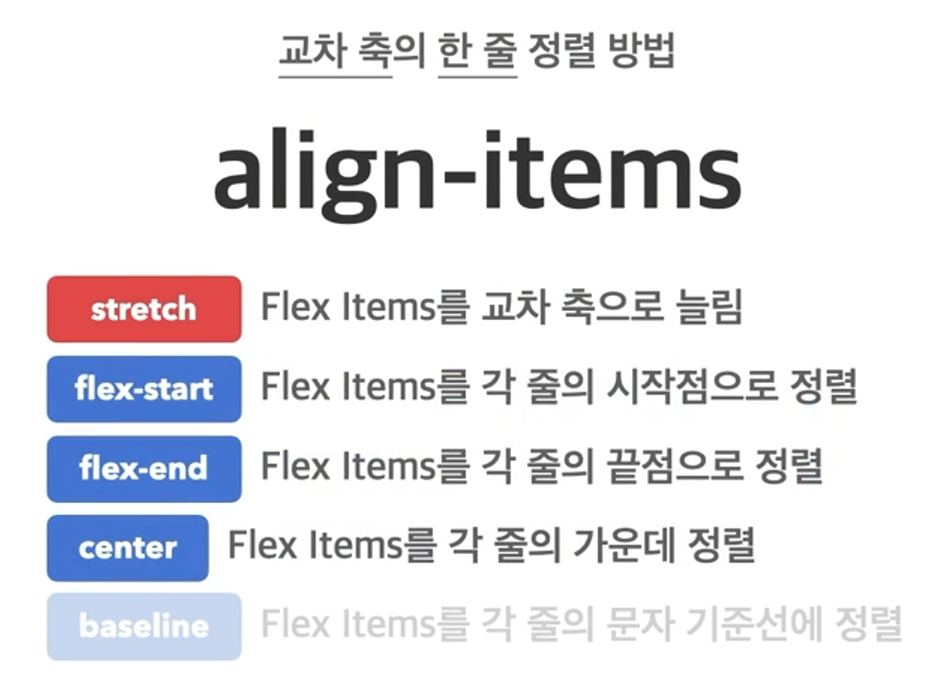 교차 축의 한 줄 정렬 방법
align-items
stretch Flex Items를 교차 축으로 늘림
flex-start Flex Items를 각 줄의 시작점으로 정렬
flex-end Flex Items를 각 줄의 끝점으로 정렬
center Flex Items를 각 줄의 가운데 정렬
baseline Flex Items를 각 줄의 문자 기준선에 정렬